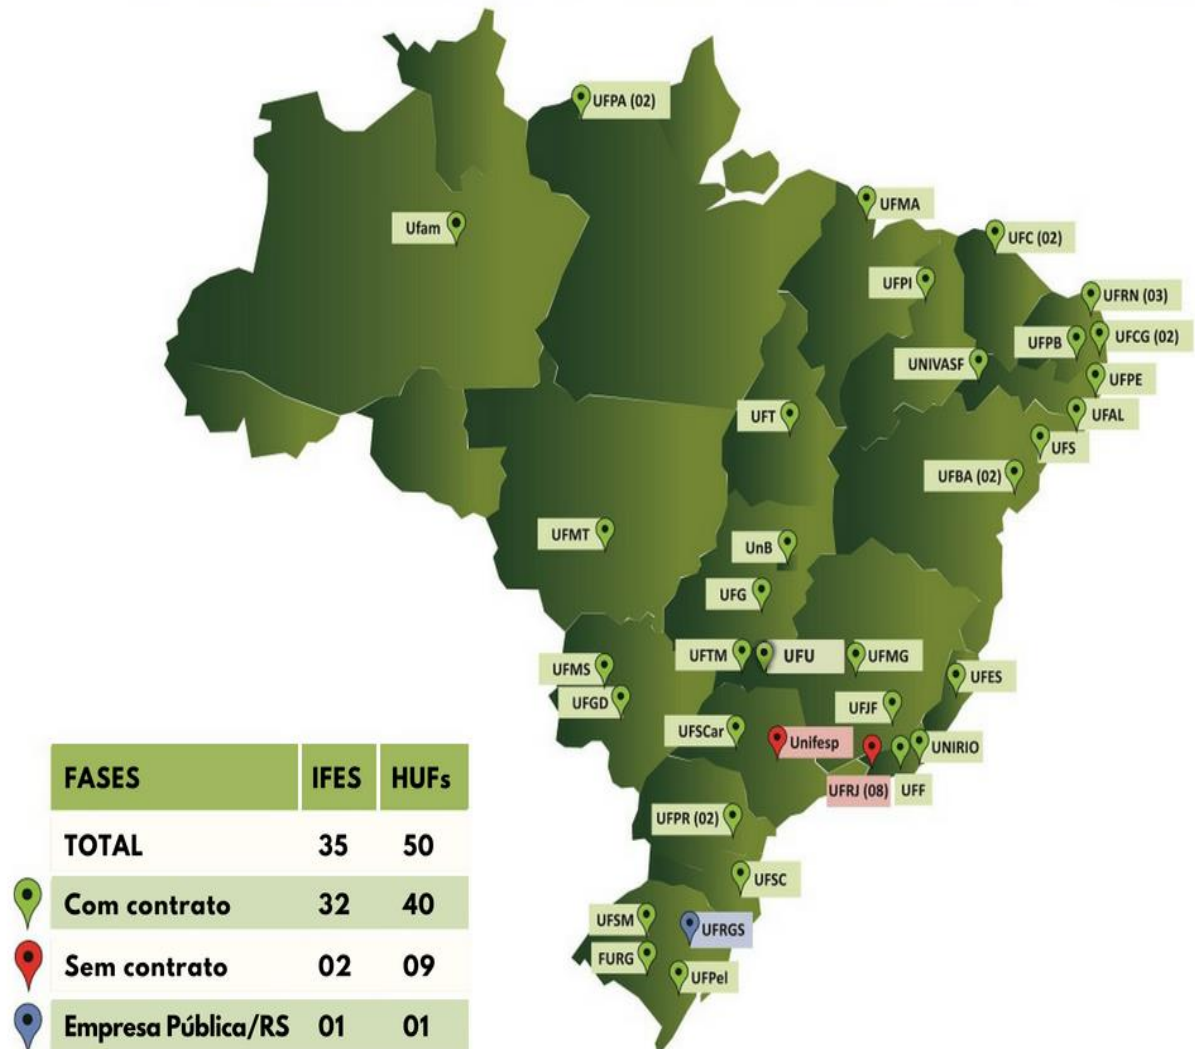 UFPA (02)
UFMA
Ufam
UFC (02)
UFPI
UFRN (03)
UFPB
UFCG (02)
UNIVASF
UFPE
UFT
UFAL
UFS
UFBA (02)
UFMT
UnB
UFG
UFTM
UFU
UFMG
UFMS
UFES
UFGD
UFJF
UFSCar
Unifesp
UNIRIO
UFRJ (08)
UFF
UFPR (02)
UFSC
UFSM
UFRGS
FURG
UFPel
FASES IFES HUFs
TOTAL 35 50
Com contrato 32 40
Sem contrato 02 09
Empresa Pública/RS 01 01